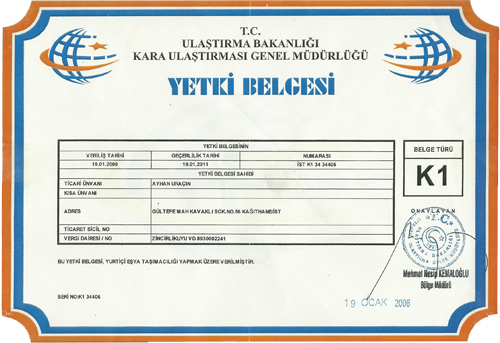 T.C.
ULAŞTIRMA BAKANLIĞI
KARA ULAŞTIRMASI GENEL MÜDÜRLÜĞÜ
YETKİ BELGESİ
YETKİ BELGESİNİN
VERİLİŞ TARİHİ GEÇERLİLİK TARİHİ NUMARASI
19.01.2006 19.01.2011 İST K1 34 34406
YETKİ BELGESİ SAHİBİ
TİCARİ ÜNVANI AYHAN URAÇIN
KISA ÜNVANI
ADRES GÜLTEPE MAH KAVAKLI SOK.NO.56 KAĞITHANE/İST
TİCARET SİCİL NO
VERGİ DAİRESİ / NO ZİNCİRLİKUYU VD.8930082241
BELGE TÜRÜ
K1
ONAYLAYAN
T.C.
Mehmet Nesip KEMALOĞLU
Bölge Müdürü
BU YETKİ BELGESİ, YURTİÇİ EŞYA TAŞIMACILIĞI YAPMAK ÜZERE VERİLMİŞTİR.
SERİ NO:K1 34406
19 OCAK 2006